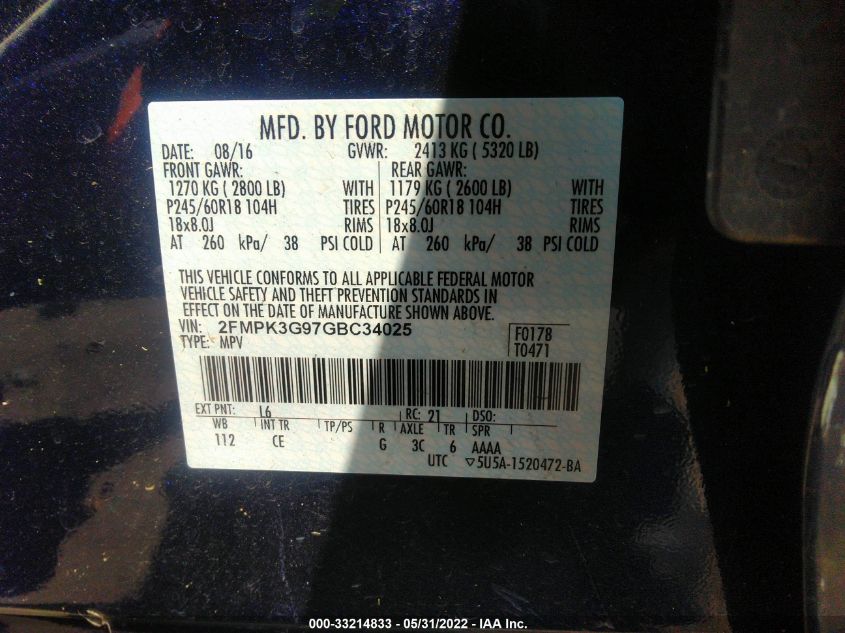 MFD. BY FORD MOTOR CO.
DATE: 08/16 GVWR: 2413 KG ( 5320 LB)
FRONT GAWR: REAR GAWR:
1270 KG ( 2800 LB) WITH 1179 KG ( 2600 LB) WITH
P245/60R18 104H TIRES P245/60R18 104H TIRES
18x8.0J RIMS 18x8.0J RIMS
AT 260 kPa/ 38 PSI COLD AT 260 kPa/ 38 PSI COLD
THIS VEHICLE CONFORMS TO ALL APPLICABLE FEDERAL MOTOR
VEHICLE SAFETY AND THEFT PREVENTION STANDARDS IN
EFFECT ON THE DATE OF MANUFACTURE SHOWN ABOVE.
VIN: 2FMPK3G97GBC34025 F0178
TYPE: MPV T0471
EXT PNT: L6 RC: 21 DSO:
WB INT TR TP/PS R AXLE TR SPR
112 CE G 3C 6 AAAA
UTC ▽5U5A-1520472-BA
000-33214833 - 05/31/2022 - IAA Inc.